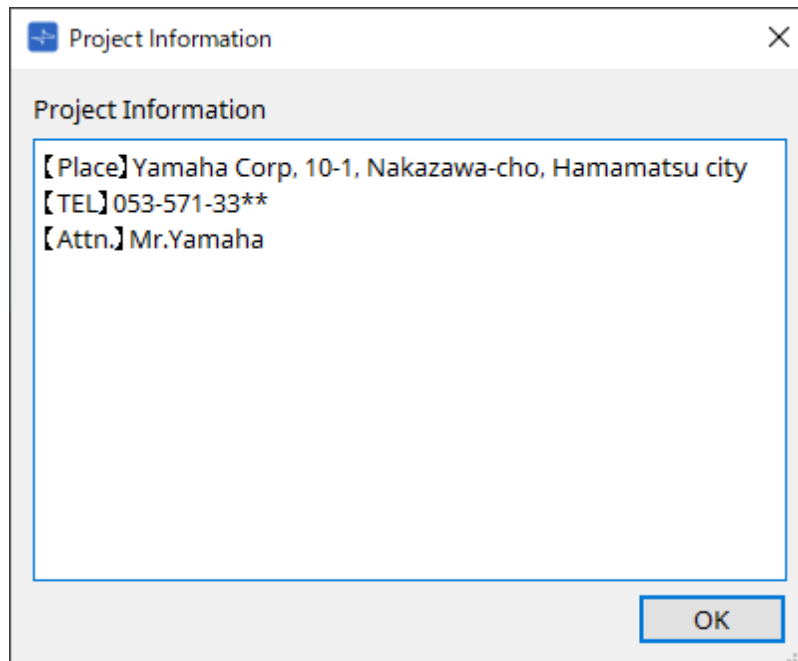 Project Information
Project Information
【Place】Yamaha Corp, 10-1, Nakazawa-cho, Hamamatsu city
【TEL】053-571-33**
【Attn.】Mr.Yamaha
OK